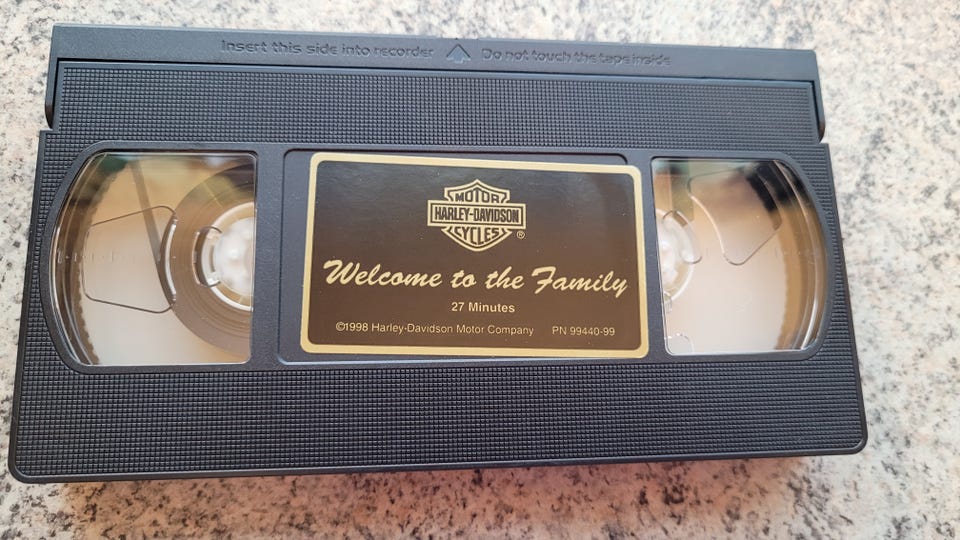 Insert this side into recorder Do not touch the tape inside
MOTOR
HARLEY-DAVIDSON
CYCLES ®
Welcome to the Family
27 Minutes
©1998 Harley-Davidson Motor Company PN 99440-99